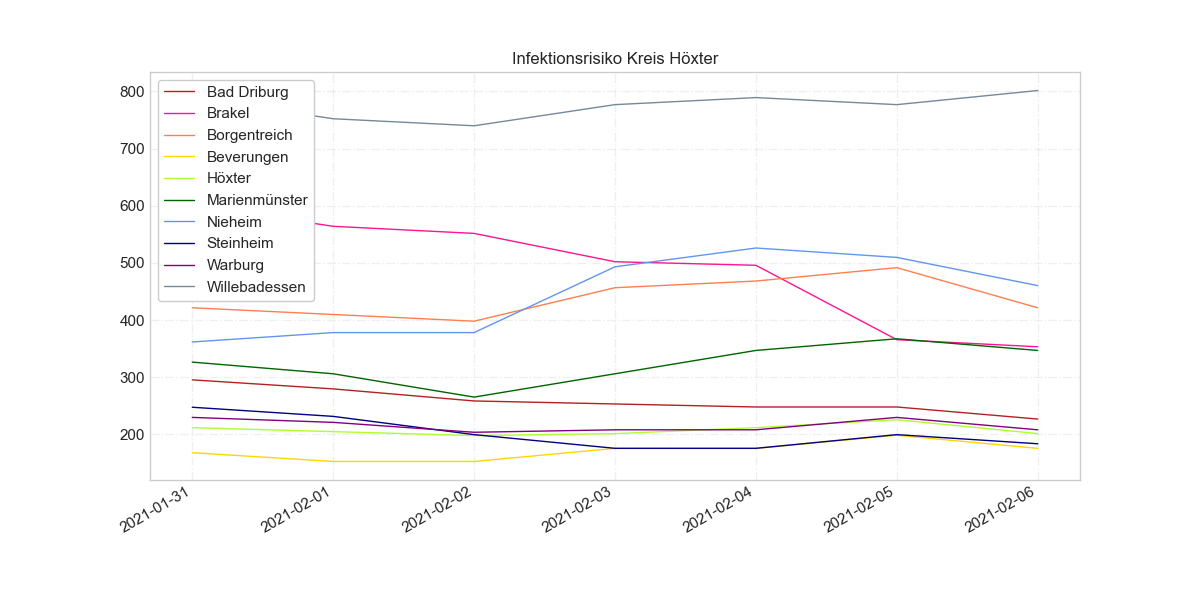 Infektionsrisiko Kreis Höxter
800
700
600
500
400
300
200
Bad Driburg
Brakel
Borgentreich
Beverungen
Höxter
Marienmünster
Nieheim
Steinheim
Warburg
Willebadessen
2021-01-31
2021-02-01
2021-02-02
2021-02-03
2021-02-04
2021-02-05
2021-02-06